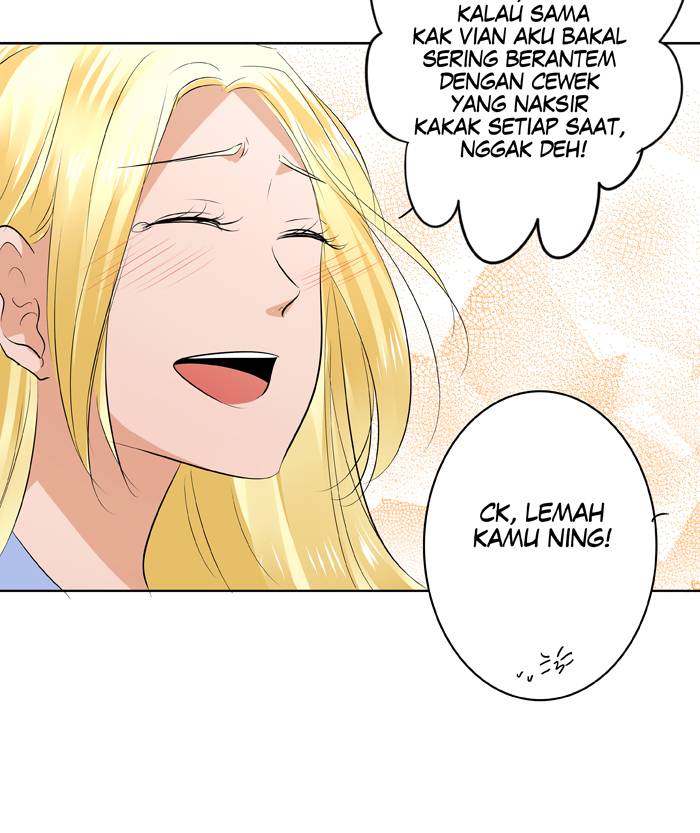 KALAU SAMA
KAK VIAN AKU BAKAL
SERING BERANTEM
DENGAN CEWEK
YANG NAKSIR
KAKAK SETIAP SAAT,
NGGAK DEH!
CK, LEMAH
KAMU NING!